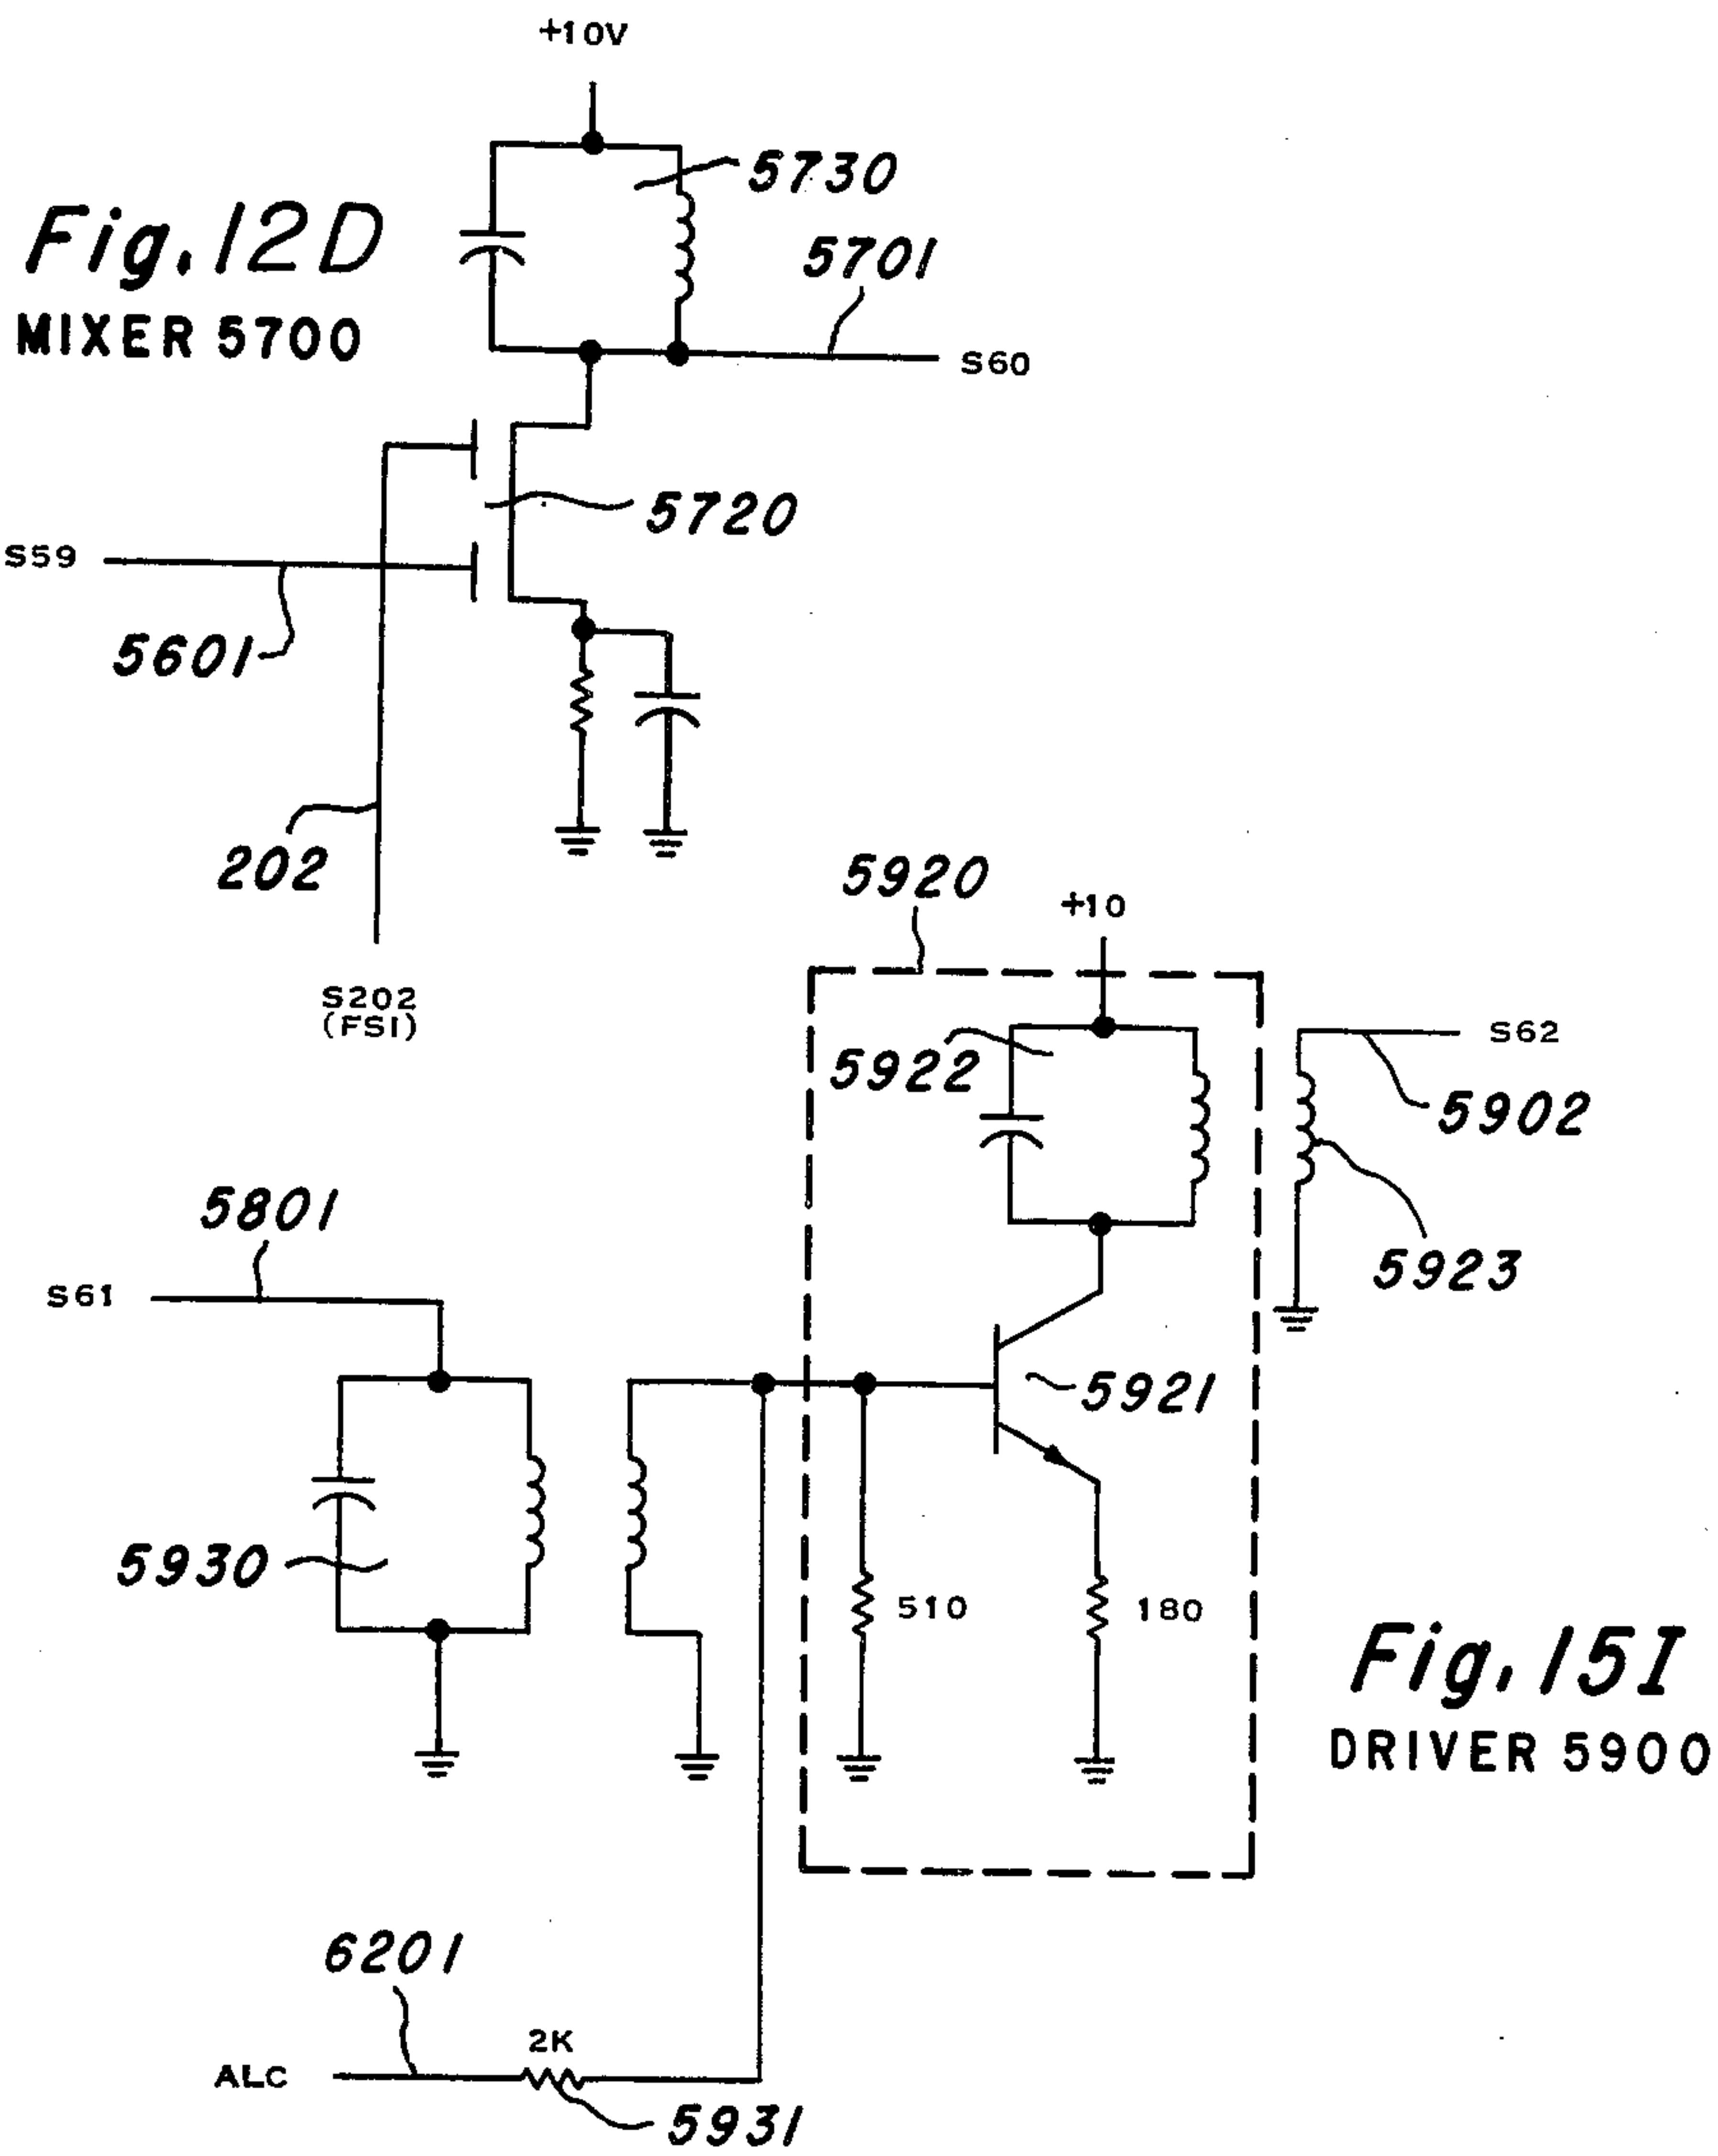 +10V
5730
Fig. 12D
MIXER 5700
5701
S60
5720
S59
5601
202
S202
(FS1)
5920
+10
5922
S62
5902
5801
5923
S61
5921
5930
510
180
Fig. 15I
DRIVER 5900
6201
2K
ALC
5931